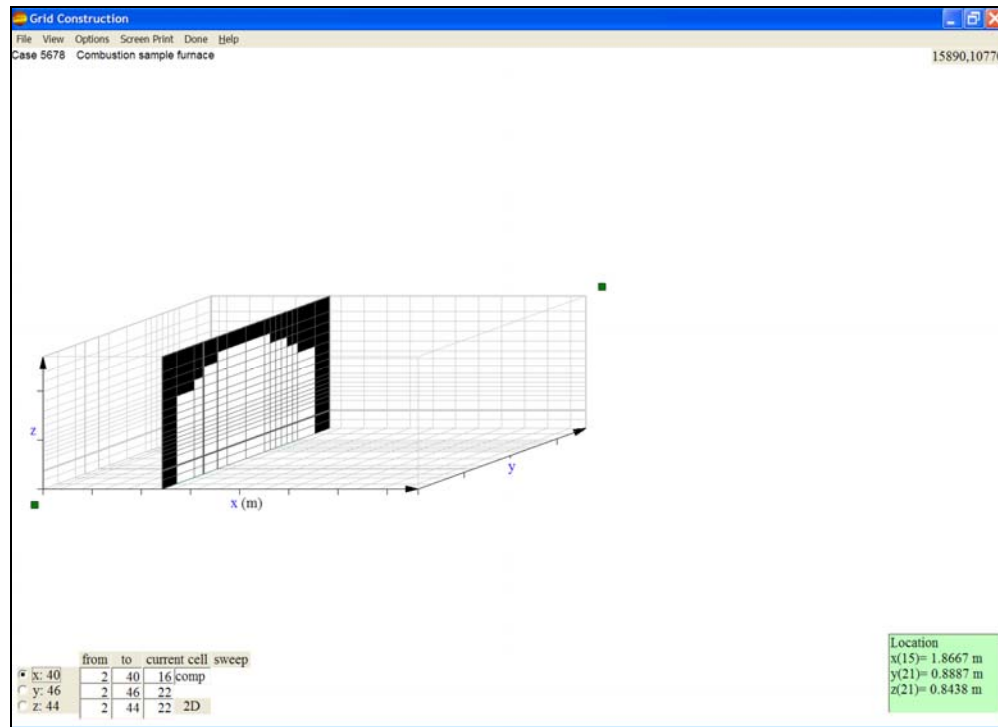 Grid Construction
File View Options Screen Print Done Help
Case 5678 Combustion sample furnace
15890,10770
z
y
x (m)
from to current cell sweep
x: 40 2 40 16 comp
y: 46 2 46 22
z: 44 2 44 22 2D
Location
x(15)= 1.8667 m
y(21)= 0.8887 m
z(21)= 0.8438 m